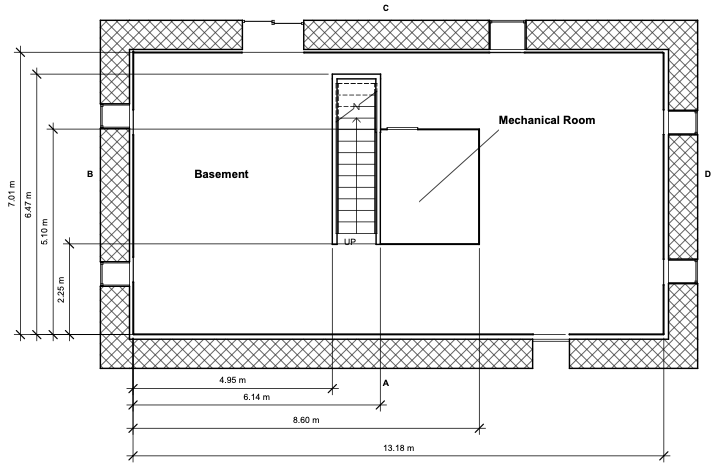 C
Mechanical Room
B
Basement
D
7.01 m
6.47 m
5.10 m
2.25 m
UP
4.95 m
A
6.14 m
8.60 m
13.18 m